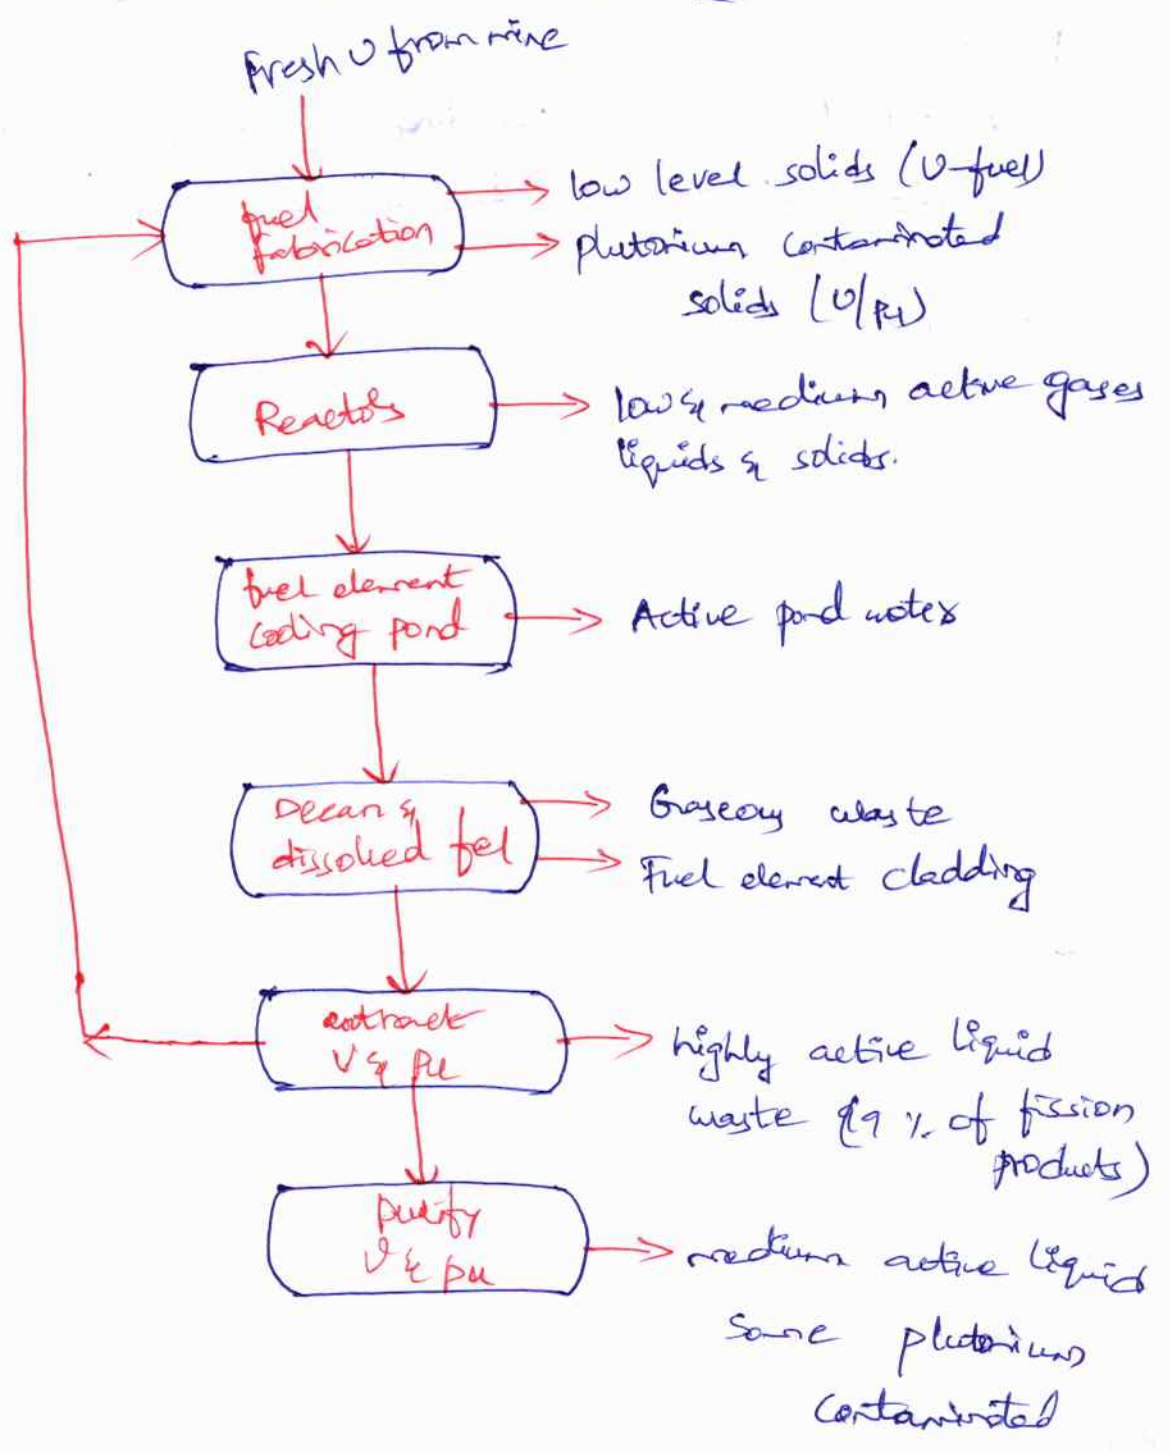 Fresh U from mine
fuel
fabrication
low level solids (U-fuel)
plutonium contaminated
solids (U/Pu)
Reactors
low & medium active gases
liquids & solids.
fuel element
cooling pond
Active pond water
Decan &
dissolved fel
Gaseous waste
Fuel element cladding
extract
U & Pu
highly active liquid
waste 99 % of fission
products)
purify
U & pu
medium active liquid
Some plutonium
contaminated